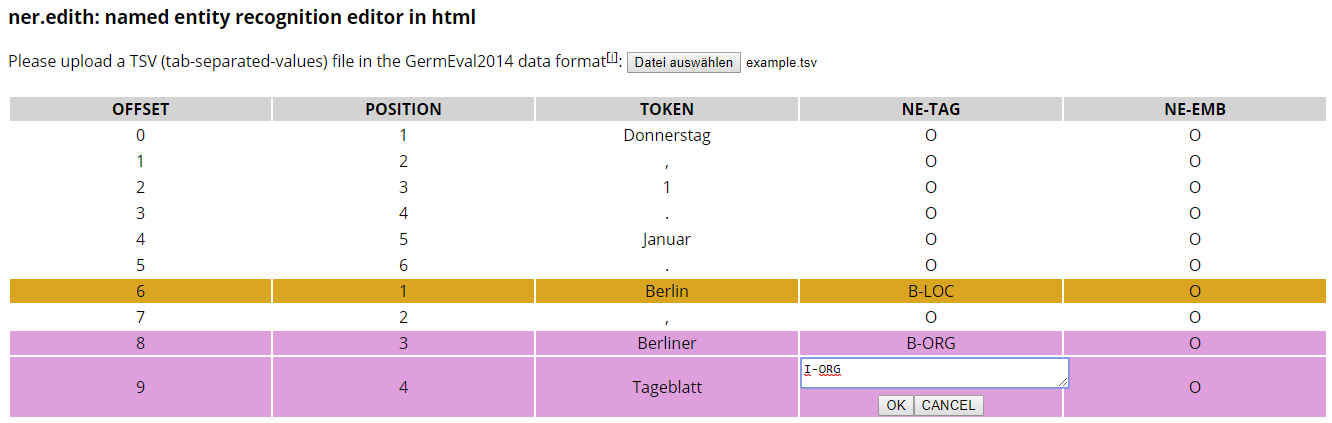 ner.edith: named entity recognition editor in html
Please upload a TSV (tab-separated-values) file in the GermEval2014 data format[i]: Datei auswählen example.tsv
OFFSET POSITION TOKEN NE-TAG NE-EMB
0 1 Donnerstag O O
1 2 , O O
2 3 1 O O
3 4 . O O
4 5 Januar O O
5 6 . O O
6 1 Berlin B-LOC O
7 2 , O O
8 3 Berliner B-ORG O
9 4 Tageblatt I-ORG O
OK CANCEL